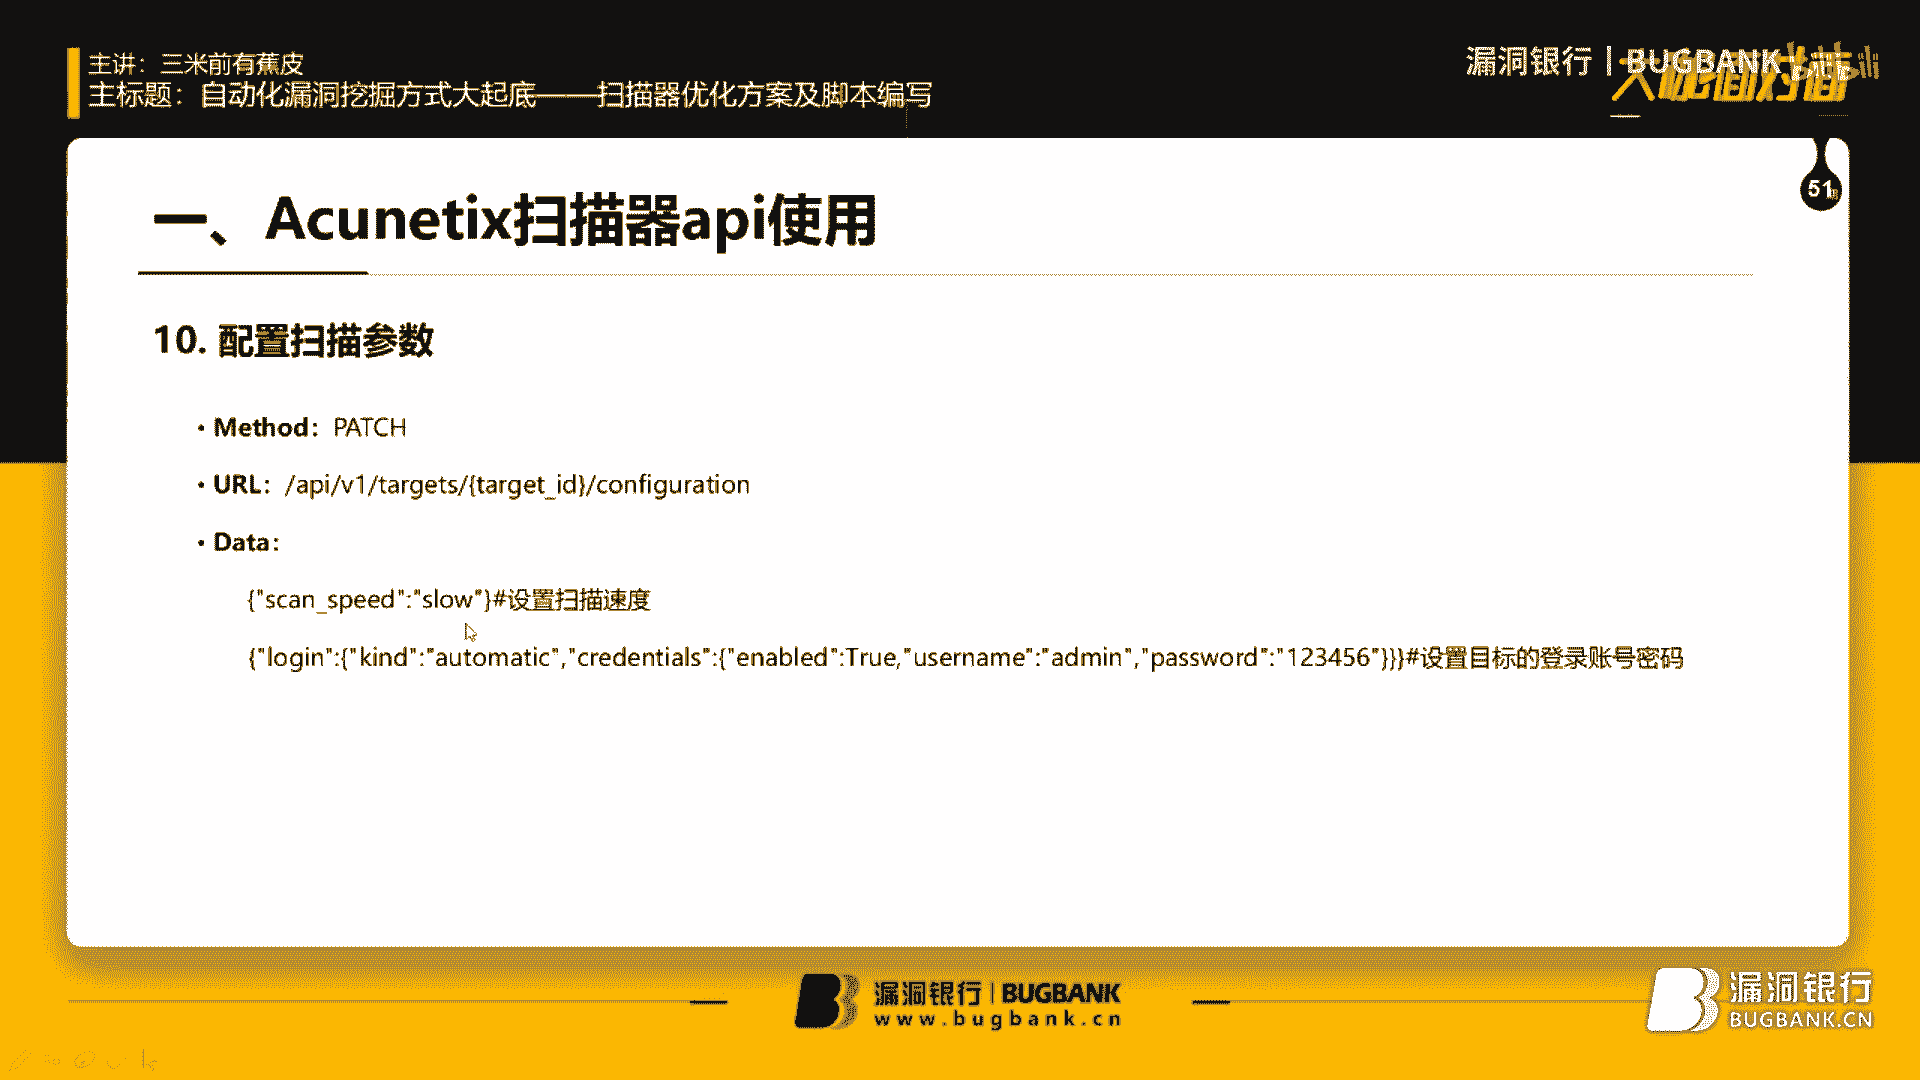 主讲：三米前有蕉皮
主标题：自动化漏洞挖掘方式大起底——扫描器优化方案及脚本编写
漏洞银行 | BUGBANK
大咖面对面
51
一、Acunetix扫描器api使用
10. 配置扫描参数
• Method：PATCH
• URL：/api/v1/targets/{target_id}/configuration
• Data：
{"scan_speed":"slow"}#设置扫描速度
{"login":{"kind":"automatic","credentials":{"enabled":True,"username":"admin","password":"123456"}}}#设置目标的登录账号密码
漏洞银行 | BUGBANK
www.bugbank.cn
漏洞银行
BUGBANK.CN